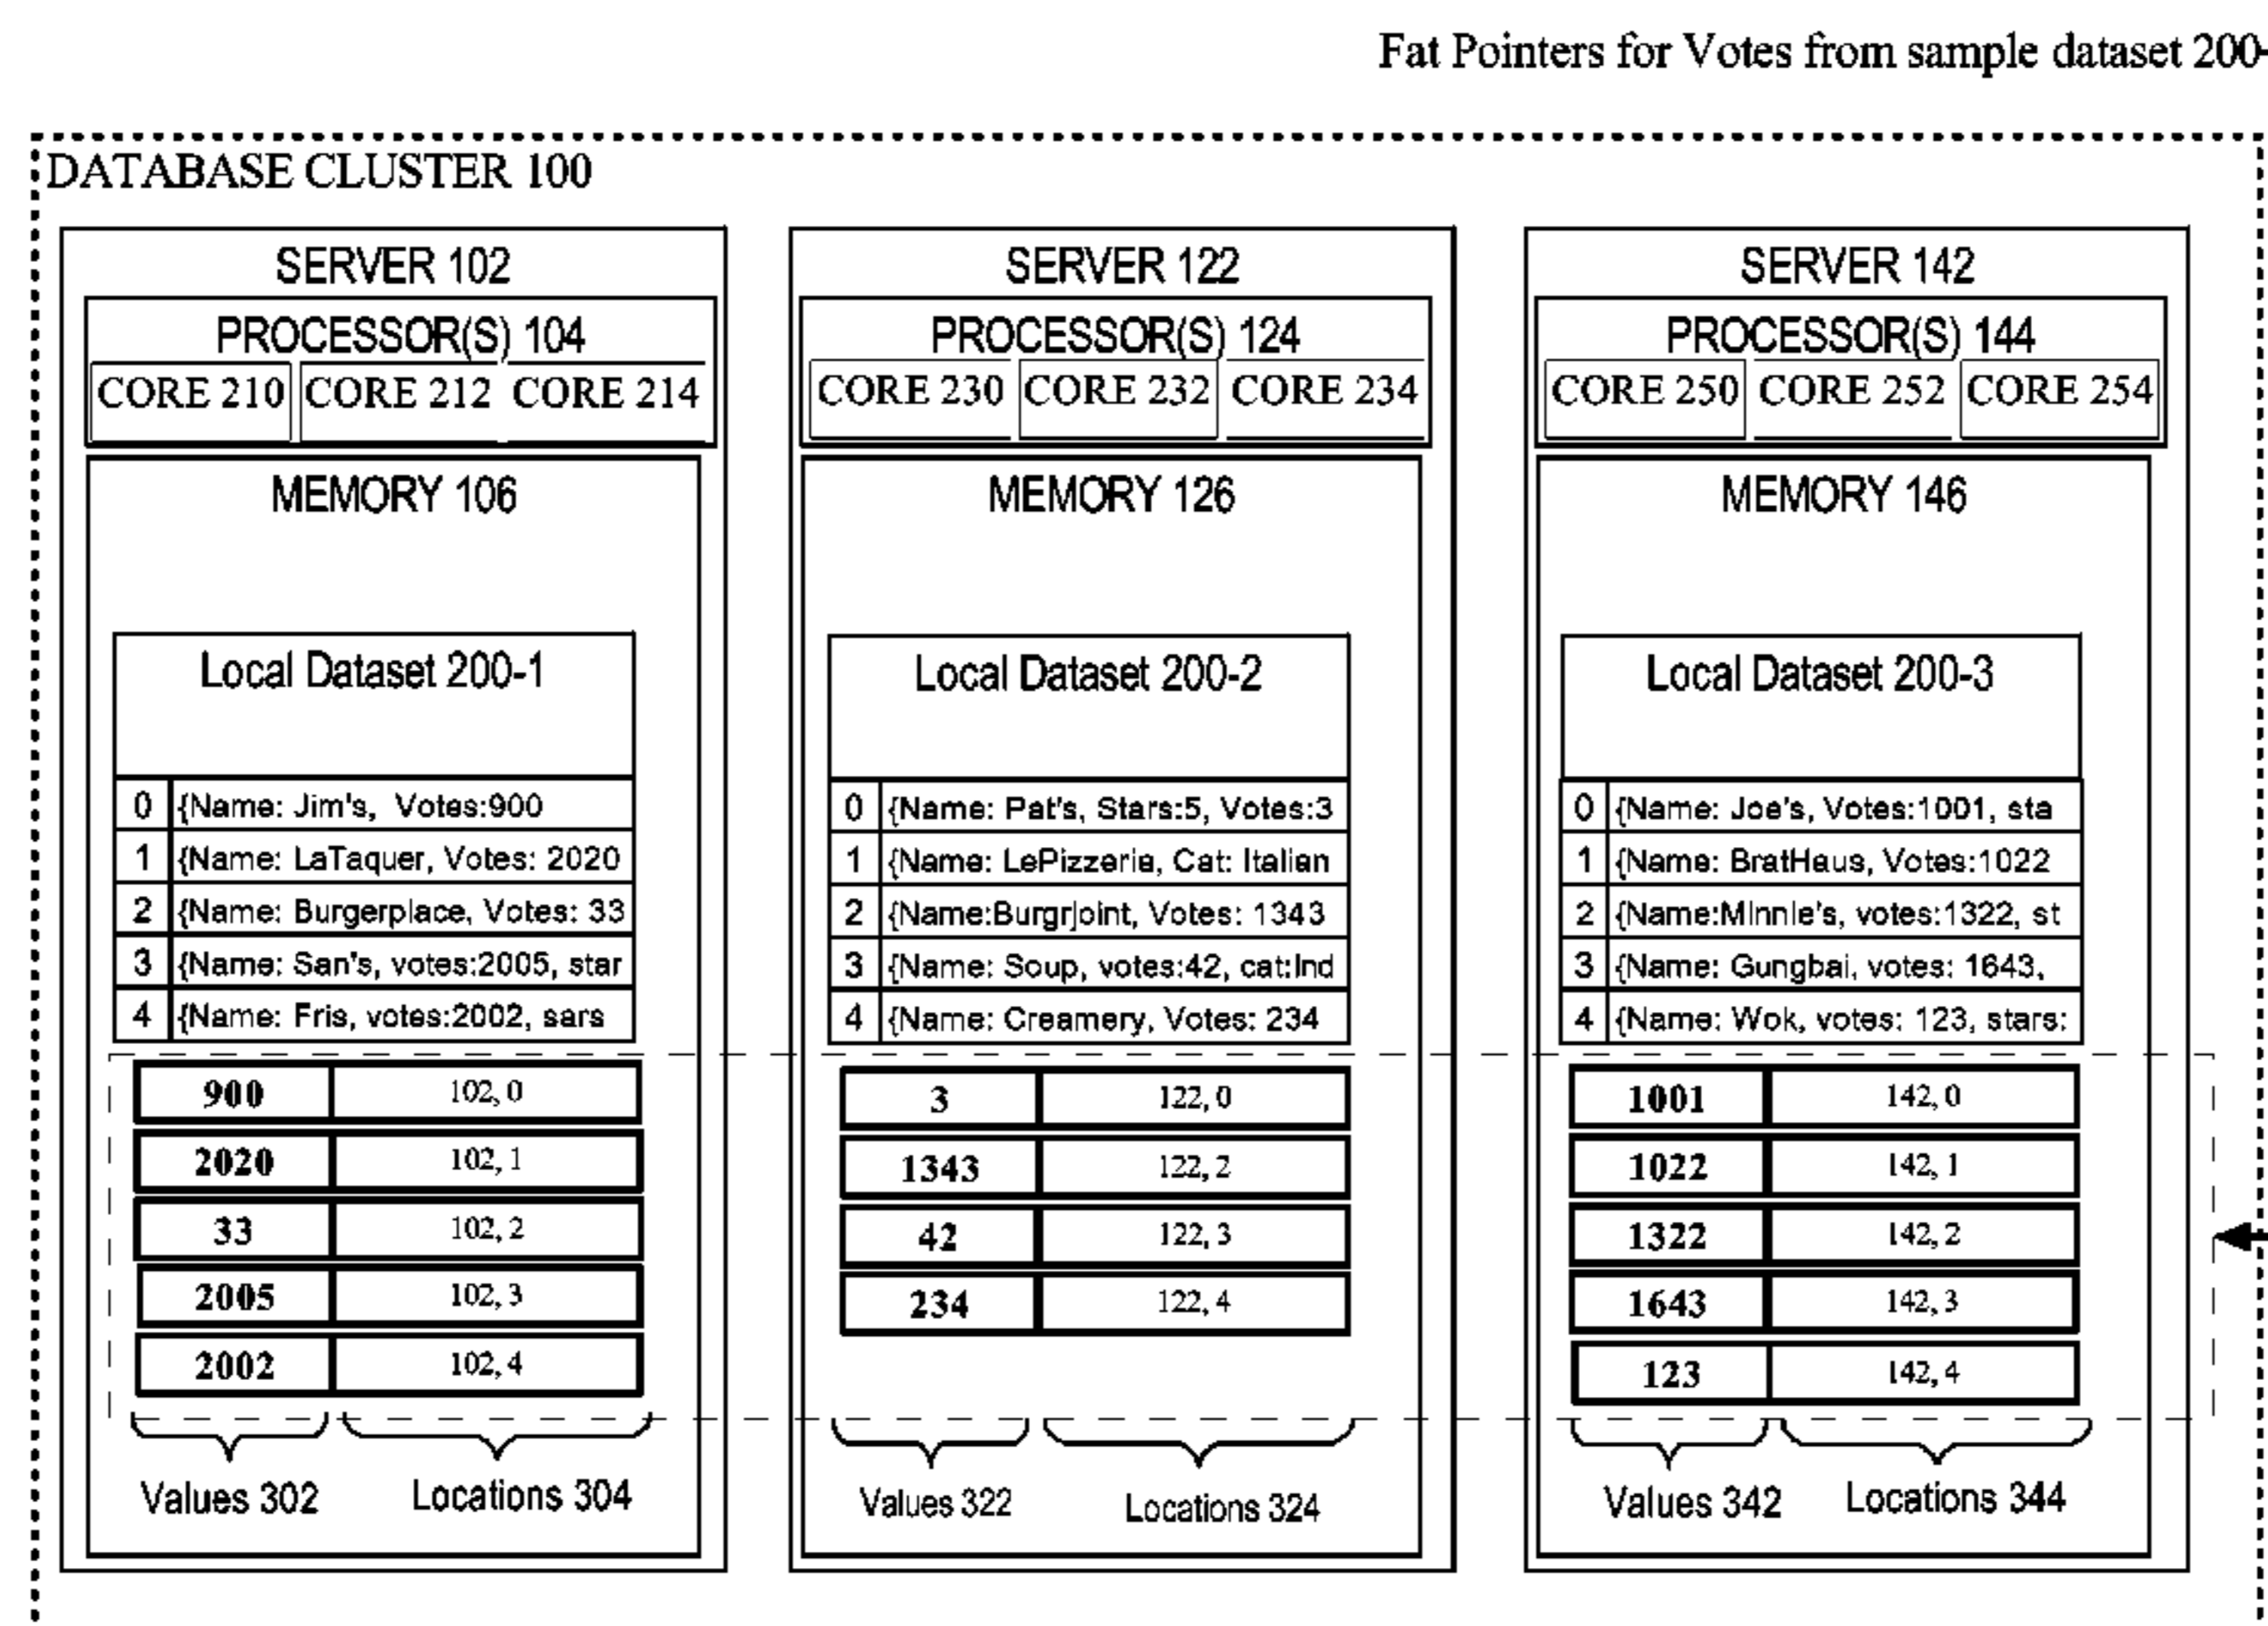 Fat Pointers for Votes from sample dataset 200-
DATABASE CLUSTER 100
SERVER 102
PROCESSOR(S) 104
CORE 210 CORE 212 CORE 214
MEMORY 106
Local Dataset 200-1
0 {Name: Jim's, Votes:900
1 {Name: LaTaquer, Votes: 2020
2 {Name: Burgerplace, Votes: 33
3 {Name: San's, votes:2005, star
4 {Name: Fris, votes:2002, sars
900 102, 0
2020 102, 1
33 102, 2
2005 102, 3
2002 102, 4
Values 302 Locations 304
SERVER 122
PROCESSOR(S) 124
CORE 230 CORE 232 CORE 234
MEMORY 126
Local Dataset 200-2
0 {Name: Pat's, Stars:5, Votes:3
1 {Name: LePizzeria, Cat: Italian
2 {Name:Burgrjoint, Votes: 1343
3 {Name: Soup, votes:42, cat:Ind
4 {Name: Creamery, Votes: 234
3 122, 0
1343 122, 2
42 122, 3
234 122, 4
Values 322 Locations 324
SERVER 142
PROCESSOR(S) 144
CORE 250 CORE 252 CORE 254
MEMORY 146
Local Dataset 200-3
0 {Name: Joe's, Votes:1001, sta
1 {Name: BratHaus, Votes:1022
2 {Name:Minnie's, votes:1322, st
3 {Name: Gungbai, votes: 1643,
4 {Name: Wok, votes: 123, stars:
1001 142, 0
1022 142, 1
1322 142, 2
1643 142, 3
123 142, 4
Values 342 Locations 344